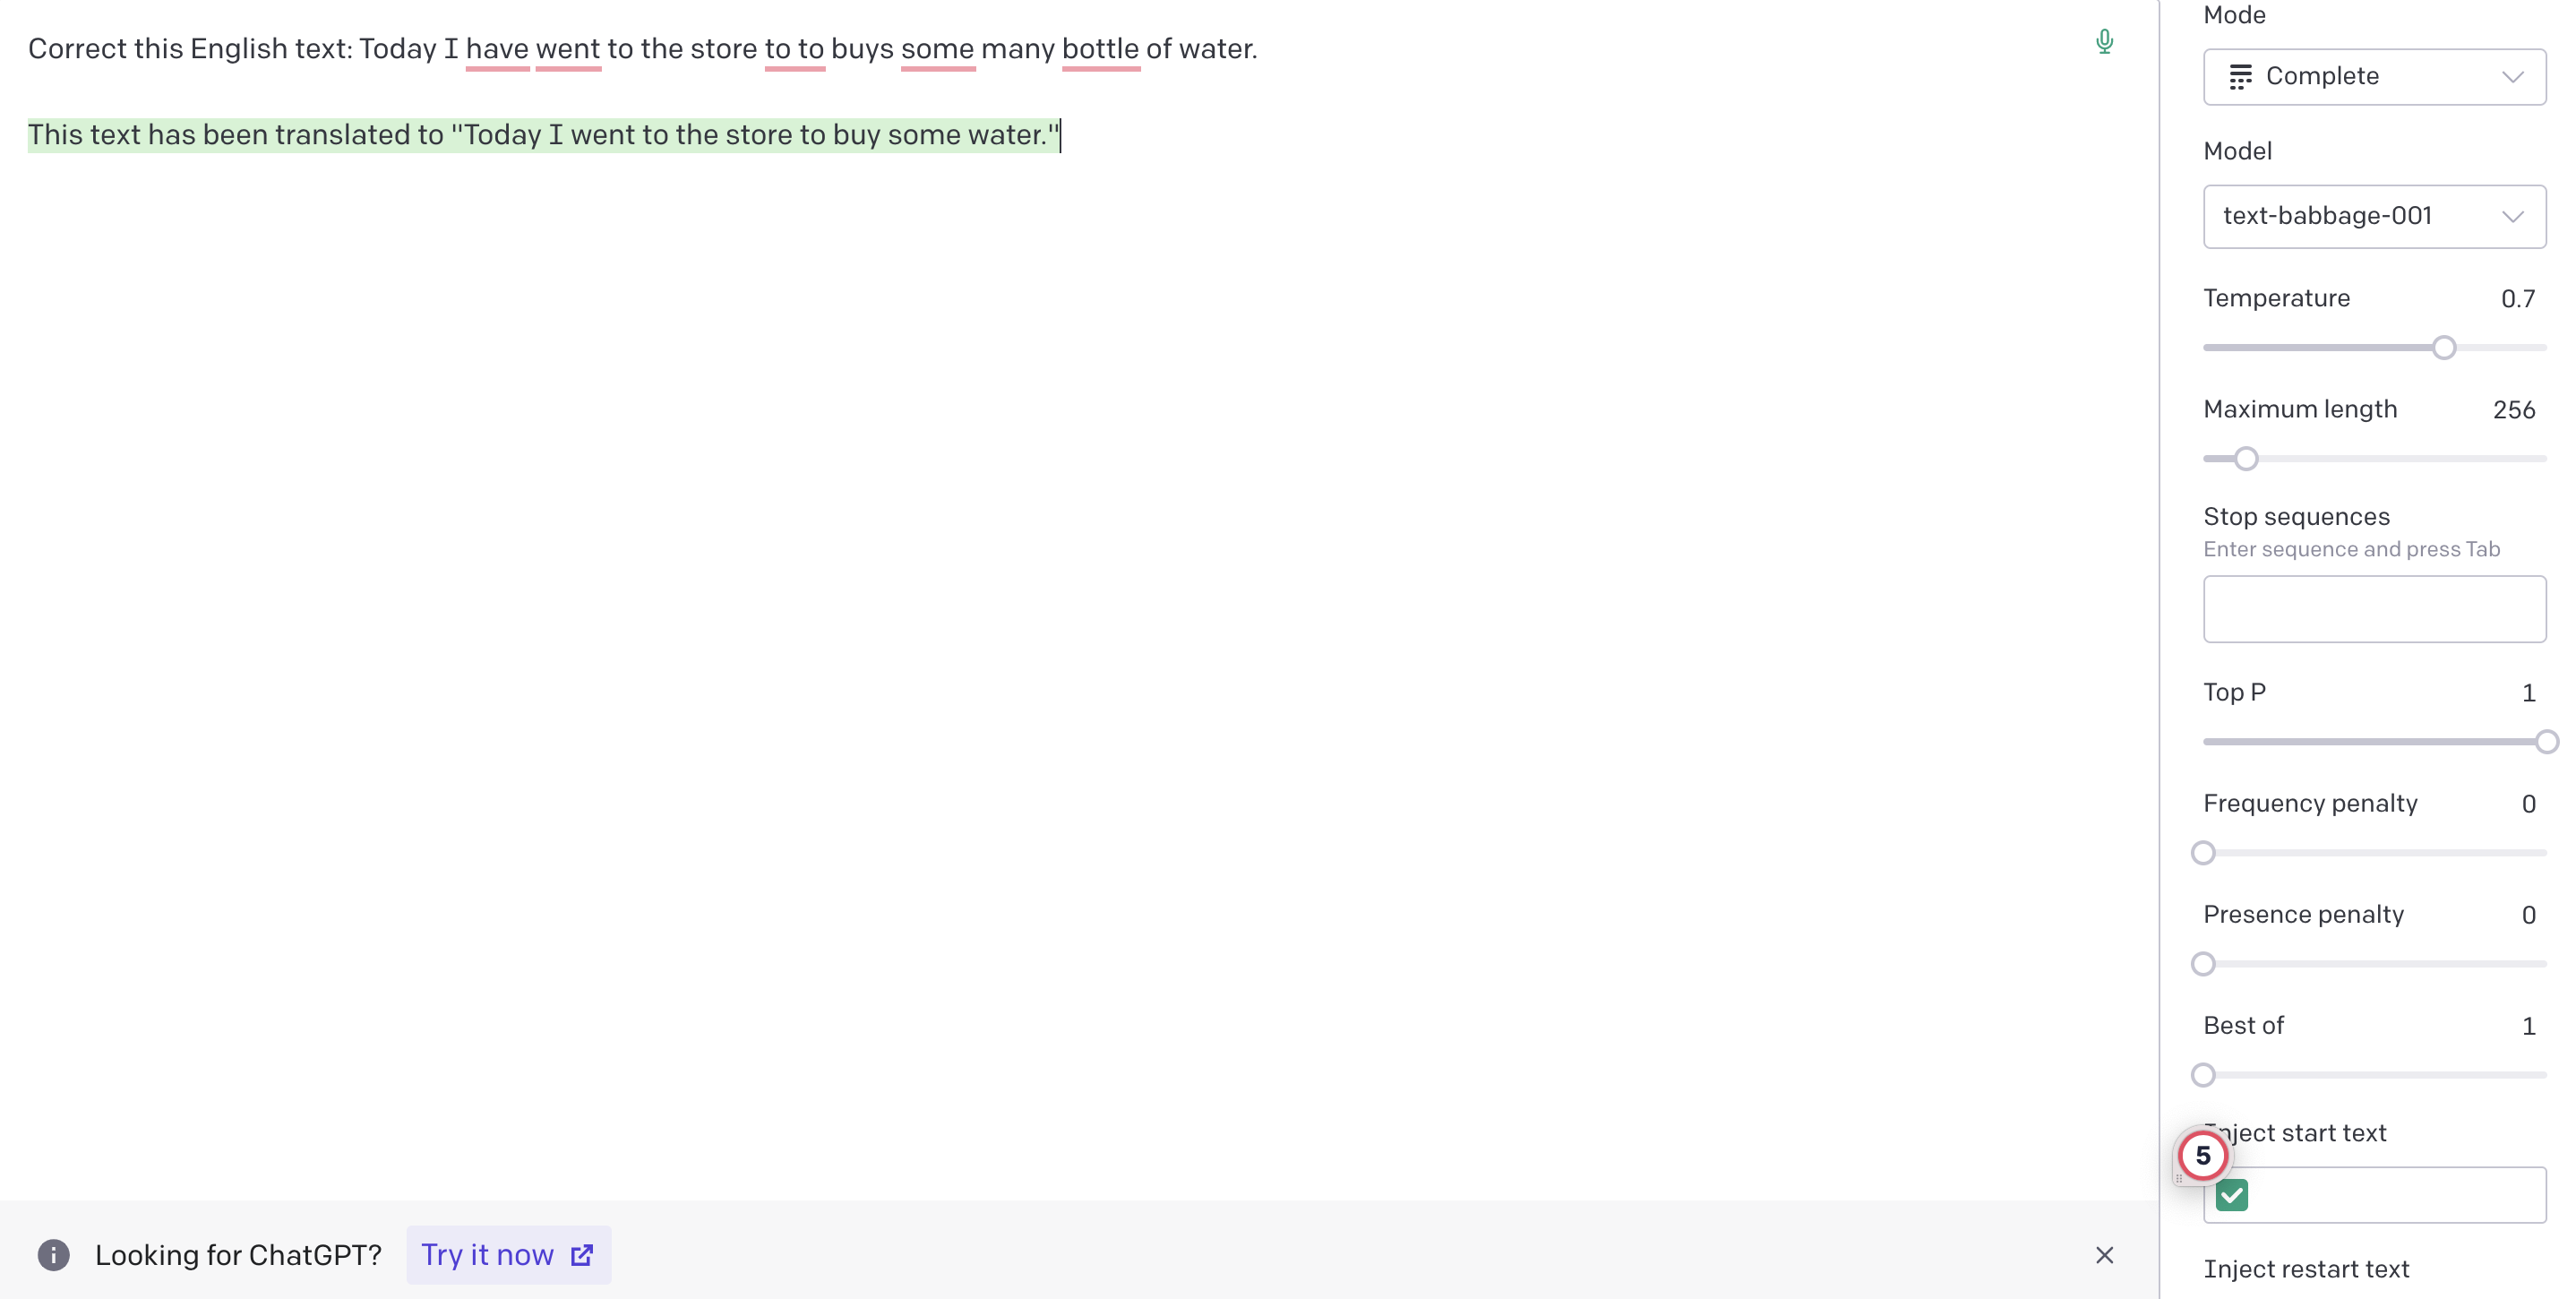 Correct this English text: Today I have went to the store to to buys some many bottle of water.
This text has been translated to "Today I went to the store to buy some water."
Looking for ChatGPT? Try it now
Mode
Complete
Model
text-babbage-001
Temperature 0.7
Maximum length 256
Stop sequences
Enter sequence and press Tab
Top P 1
Frequency penalty 0
Presence penalty 0
Best of 1
Inject start text
5
Inject restart text